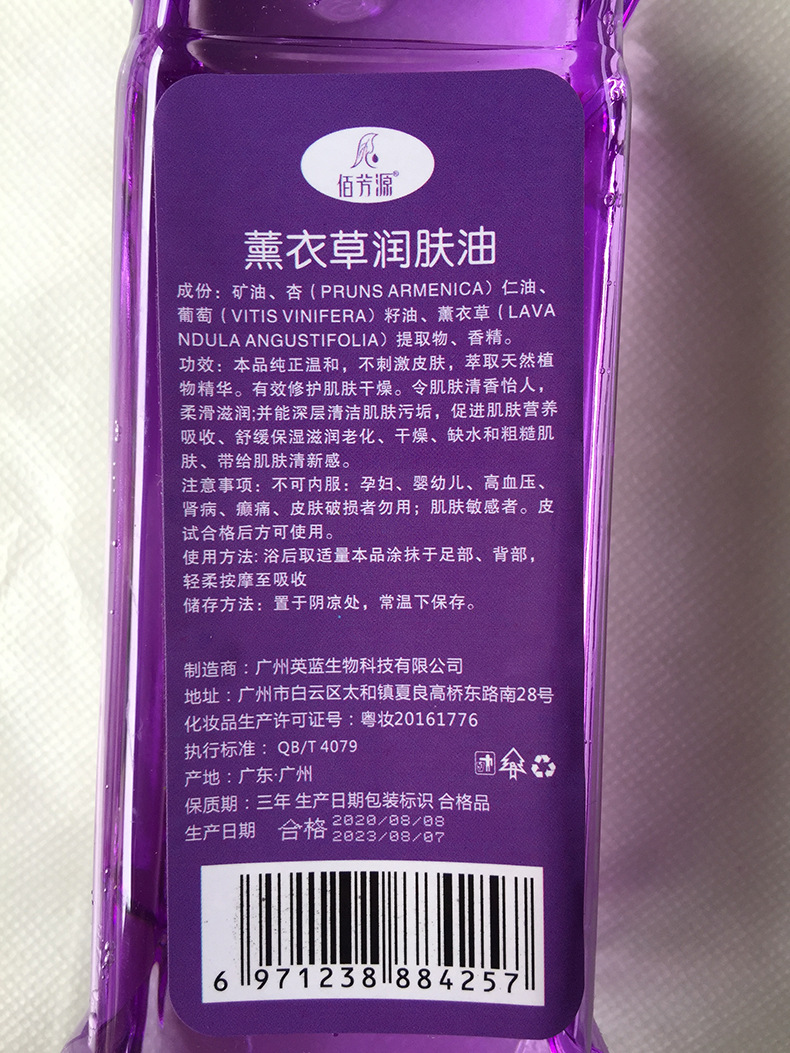 佰芳源®
薰衣草润肤油
成份：矿油、杏（PRUNS ARMENICA）仁油、
葡萄（VITIS VINIFERA）籽油、薰衣草（LAVA
NDULA ANGUSTIFOLIA）提取物、香精。
功效：本品纯正温和，不刺激皮肤，萃取天然植
物精华。有效修护肌肤干燥。令肌肤清香怡人，
柔滑滋润;并能深层清洁肌肤污垢，促进肌肤营养
吸收、舒缓保湿滋润老化、干燥、缺水和粗糙肌
肤、带给肌肤清新感。
注意事项：不可内服：孕妇、婴幼儿、高血压、
肾病、癫痫、皮肤破损者勿用；肌肤敏感者。皮
试合格后方可使用。
使用方法：浴后取适量本品涂抹于足部、背部，
轻柔按摩至吸收
储存方法：置于阴凉处，常温下保存。
制造商：广州英蓝生物科技有限公司
地址：广州市白云区太和镇夏良高桥东路南28号
化妆品生产许可证号：粤妆20161776
执行标准：QB/T 4079
产地：广东·广州
保质期：三年 生产日期包装标识 合格品
生产日期 合格 2020/08/08
2023/08/07
6 971238 884257